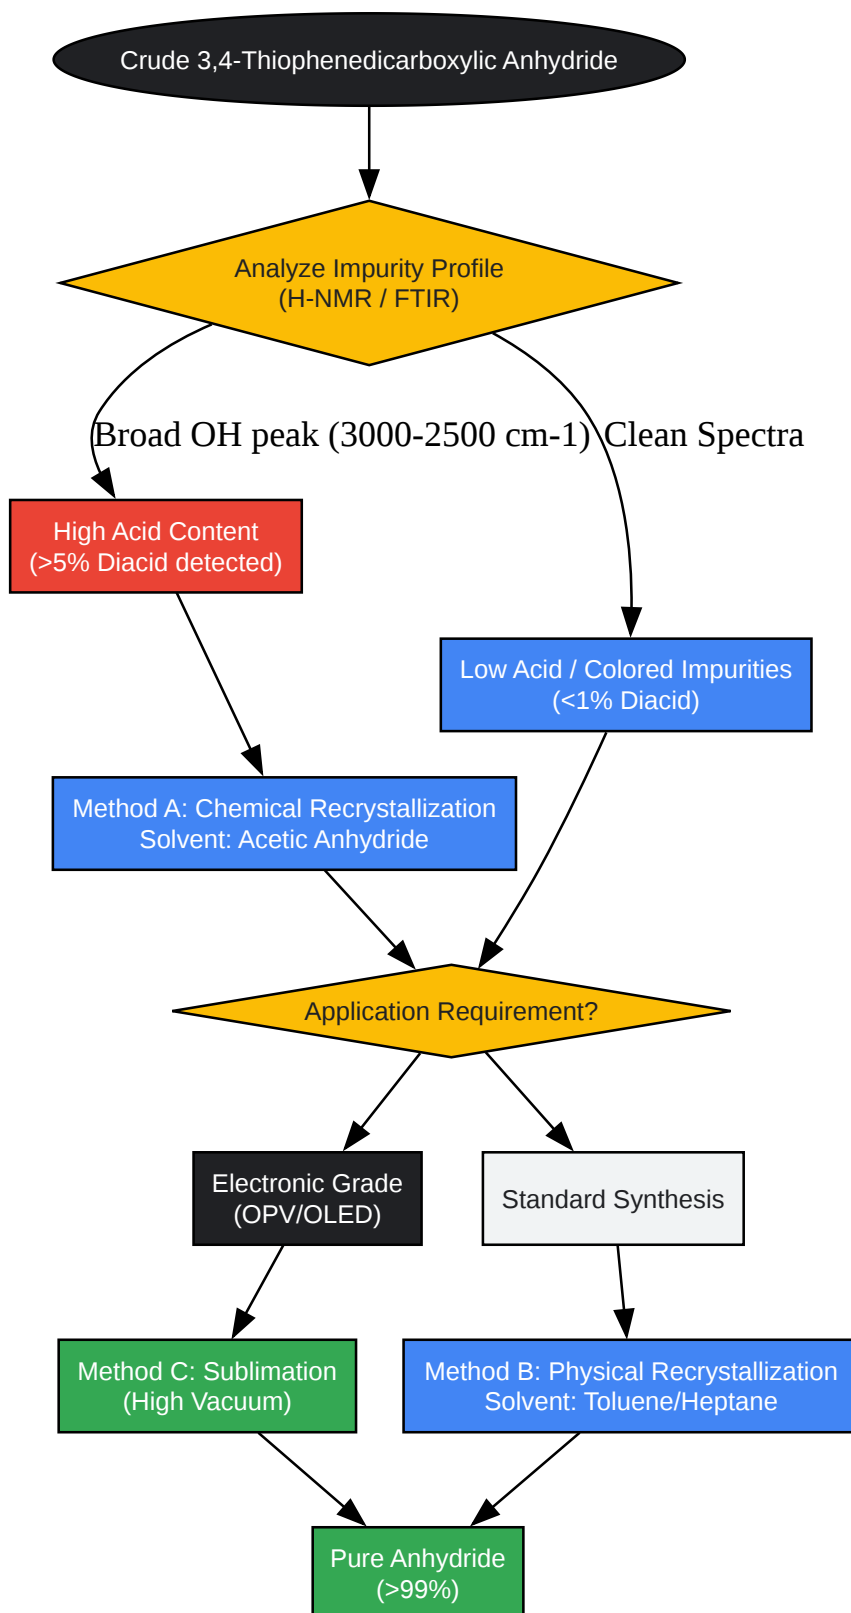 Crude 3,4-Thiophenedicarboxylic Anhydride
Analyze Impurity Profile
(H-NMR / FTIR)
Broad OH peak (3000-2500 cm-1)
Clean Spectra
High Acid Content
(>5% Diacid detected)
Low Acid / Colored Impurities
(<1% Diacid)
Method A: Chemical Recrystallization
Solvent: Acetic Anhydride
Application Requirement?
Electronic Grade
(OPV/OLED)
Standard Synthesis
Method C: Sublimation
(High Vacuum)
Method B: Physical Recrystallization
Solvent: Toluene/Heptane
Pure Anhydride
(>99%)